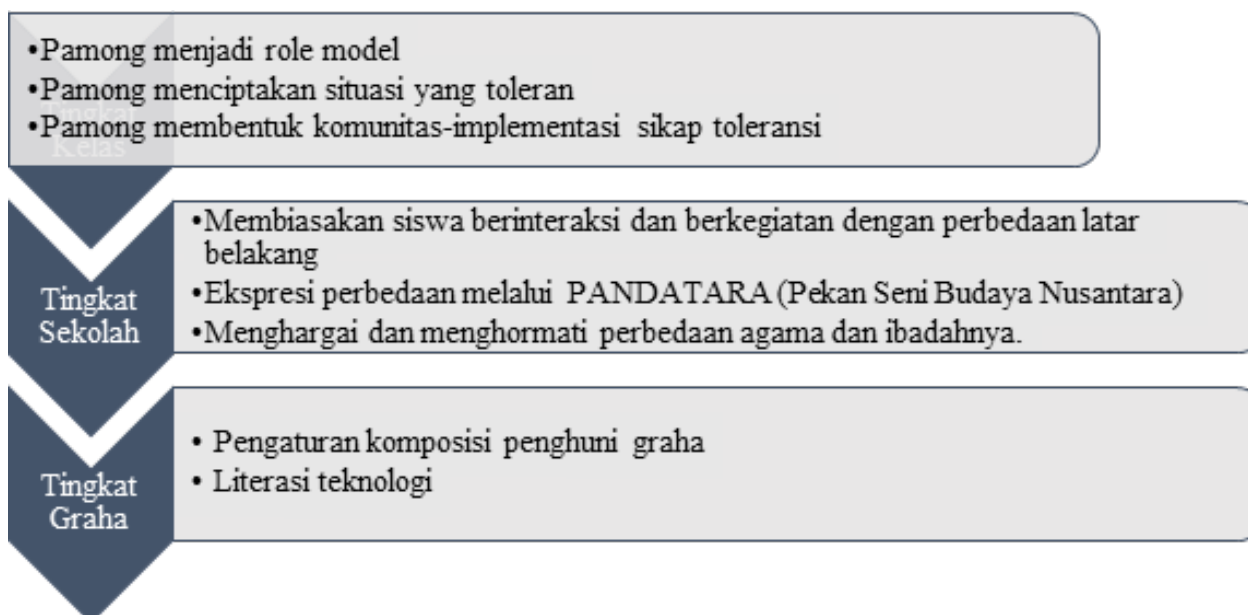 Tingkat
Kelas
•Pamong menjadi role model
•Pamong menciptakan situasi yang toleran
•Pamong membentuk komunitas-implementasi sikap toleransi
Tingkat
Sekolah
•Membiasakan siswa berinteraksi dan berkegiatan dengan perbedaan latar
belakang
•Ekspresi perbedaan melalui PANDATARA (Pekan Seni Budaya Nusantara)
•Menghargai dan menghormati perbedaan agama dan ibadahnya.
Tingkat
Graha
• Pengaturan komposisi penghuni graha
• Literasi teknologi